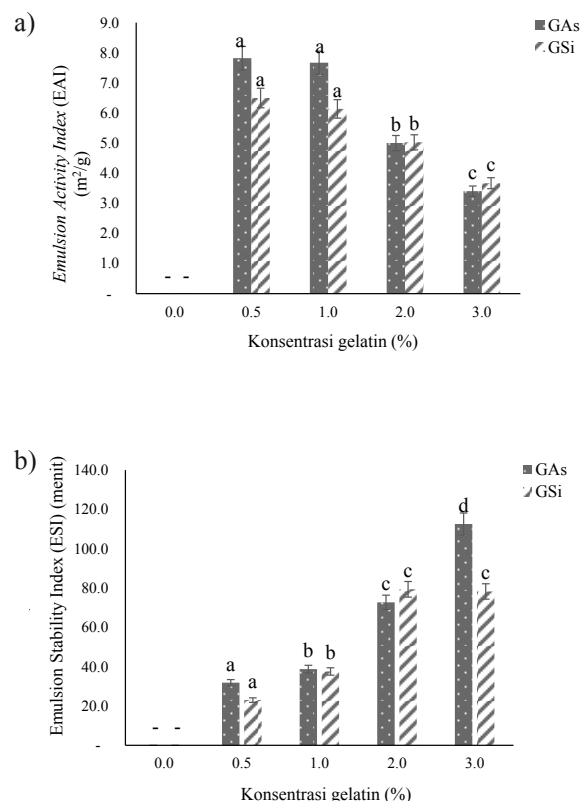 a)
9.0
8.0
7.0
6.0
5.0
4.0
3.0
2.0
1.0
-
Emulsion Activity Index (EAI)
(m²/g)
GAs
GSi
a
a
a
a
b b
c c
- -
0.0 0.5 1.0 2.0 3.0
Konsentrasi gelatin (%)
b)
140.0
120.0
100.0
80.0
60.0
40.0
20.0
-
Emulsion Stability Index (ESI) (menit)
GAs
GSi
a
a
b b
c c
d
c
- -
0.0 0.5 1.0 2.0 3.0
Konsentrasi gelatin (%)